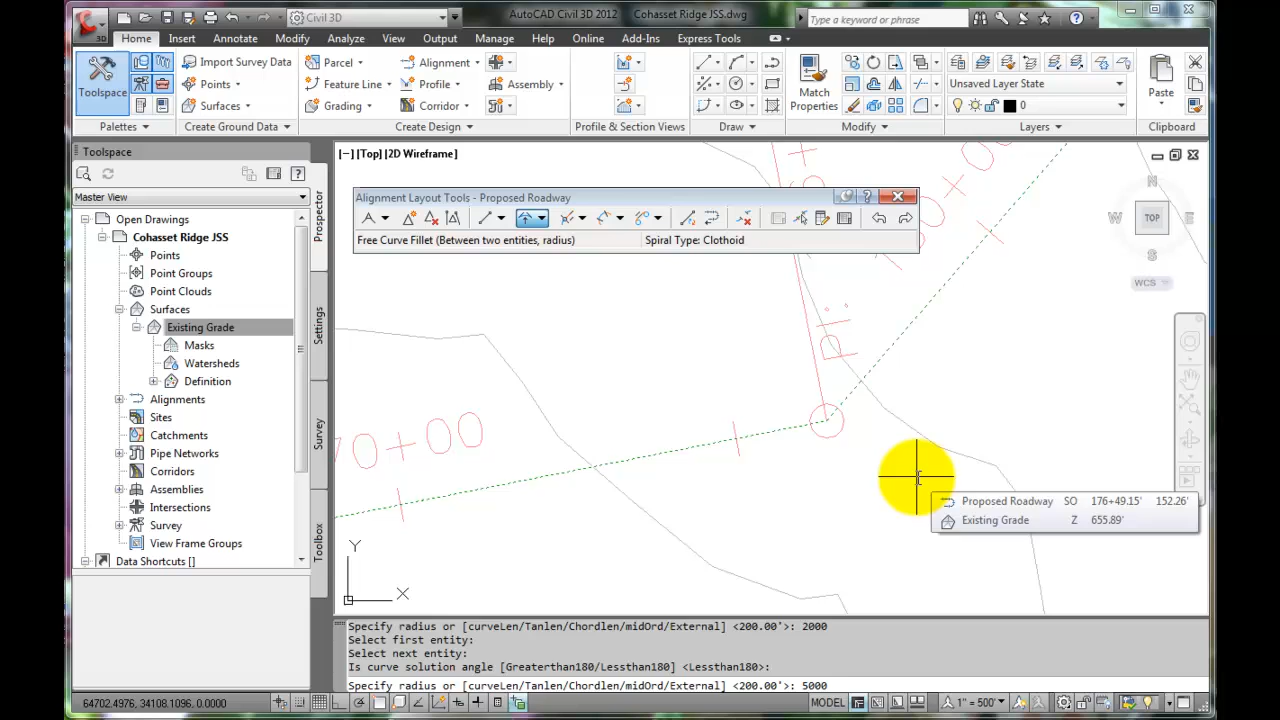 Civil 3D
AutoCAD Civil 3D 2012 Cohasset Ridge JSS.dwg
Type a keyword or phrase
Home Insert Annotate Modify Analyze View Output Manage Help Online Add-Ins Express Tools
Toolspace
Import Survey Data
Points
Surfaces
Parcel
Feature Line
Grading
Alignment
Profile
Corridor
Assembly
Match Properties
Unsaved Layer State
0
Paste
Palettes
Create Ground Data
Create Design
Profile & Section Views
Draw
Modify
Layers
Clipboard
Toolspace
[−] [Top] [2D Wireframe]
Master View
Open Drawings
Cohasset Ridge JSS
Points
Point Groups
Point Clouds
Surfaces
Existing Grade
Masks
Watersheds
Definition
Alignments
Sites
Catchments
Pipe Networks
Corridors
Assemblies
Intersections
Survey
View Frame Groups
Data Shortcuts []
Prospector
Settings
Survey
Toolbox
Alignment Layout Tools - Proposed Roadway
Free Curve Fillet (Between two entities, radius) Spiral Type: Clothoid
N
W TOP E
S
WCS
PI:
70+00
Proposed Roadway SO 176+49.15' 152.26'
Existing Grade Z 655.89'
Y
X
Specify radius or [curveLen/Tanlen/Chordlen/midOrd/External] <200.00'>: 2000
Select first entity:
Select next entity:
Is curve solution angle [Greaterthan180/Lessthan180] <Lessthan180>:
Specify radius or [curveLen/Tanlen/Chordlen/midOrd/External] <200.00'>: 5000
64702.4976, 34108.1096, 0.0000 MODEL 1" = 500'